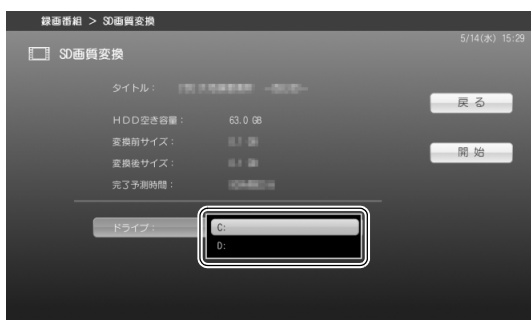 録画番組 > SD画質変換
5/14(水) 15:29
SD画質変換
タイトル：
戻る
HDD空き容量： 63.0 GB
変換前サイズ：
開始
変換後サイズ：
完了予測時間：
ドライブ： C:
D: